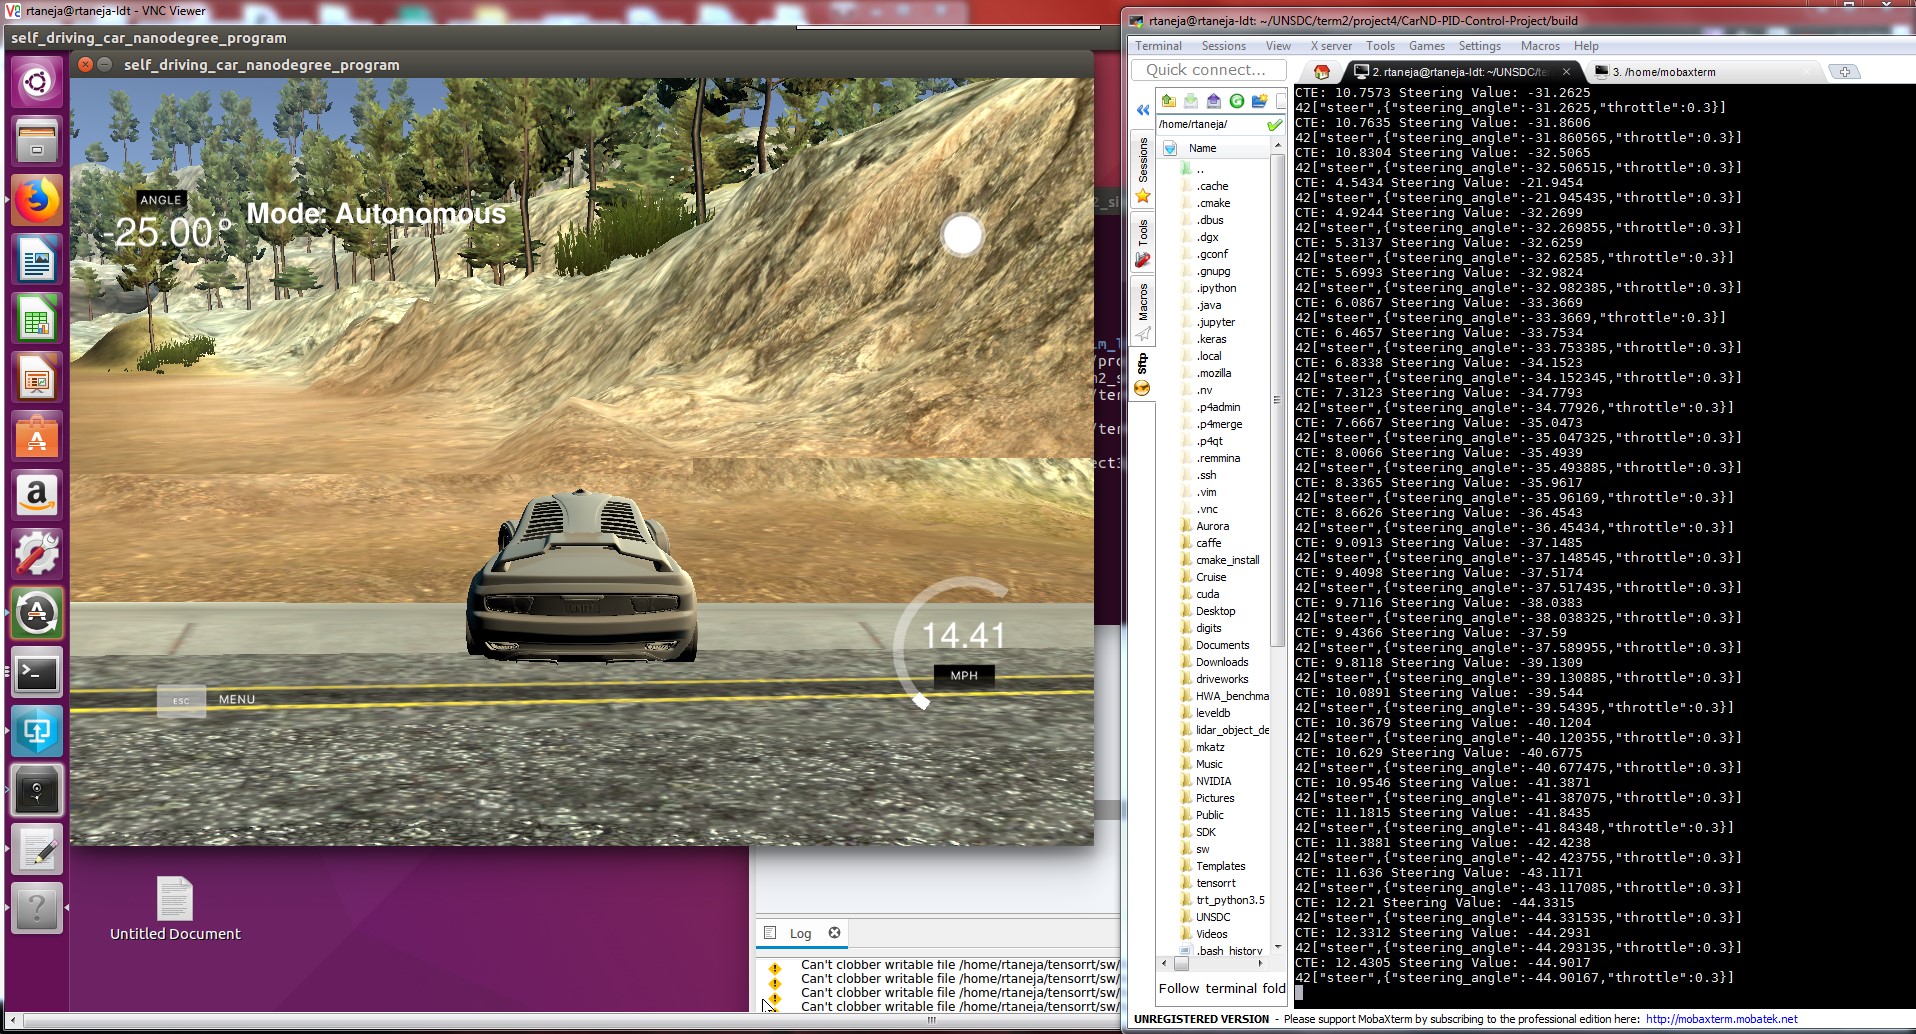 rtaneja@rtaneja-ldt - VNC Viewer
self_driving_car_nanodegree_program
self_driving_car_nanodegree_program
ANGLE
-25.00°
Mode: Autonomous
14.41
MPH
ESC MENU
Untitled Document
Log
Can't clobber writable file /home/rtaneja/tensorrt/sw/
Can't clobber writable file /home/rtaneja/tensorrt/sw/
Can't clobber writable file /home/rtaneja/tensorrt/sw/
Can't clobber writable file /home/rtaneja/tensorrt/sw/
rtaneja@rtaneja-ldt: ~/UNSDC/term2/project4/CarND-PID-Control-Project/build
Terminal Sessions View X server Tools Games Settings Macros Help
Quick connect...
2. rtaneja@rtaneja-ldt: ~/UNSDC/te
3. /home/mobaxterm
/home/rtaneja/
Sessions
Tools
Macros
Sftp
Name
..
.cache
.cmake
.dbus
.dgx
.gconf
.gnupg
.ipython
.java
.jupyter
.keras
.local
.mozilla
.nv
.p4admin
.p4merge
.p4qt
.remmina
.ssh
.vim
.vnc
Aurora
caffe
cmake_install
Cruise
cuda
Desktop
digits
Documents
Downloads
driveworks
HWA_benchma
leveldb
lidar_object_de
mkatz
Music
NVIDIA
Pictures
Public
SDK
sw
Templates
tensorrt
trt_python3.5
UNSDC
Videos
.bash_history
Follow terminal fold
CTE: 10.7573 Steering Value: -31.2625
42["steer",{"steering_angle":-31.2625,"throttle":0.3}]
CTE: 10.7635 Steering Value: -31.8606
42["steer",{"steering_angle":-31.860565,"throttle":0.3}]
CTE: 10.8304 Steering Value: -32.5065
42["steer",{"steering_angle":-32.506515,"throttle":0.3}]
CTE: 4.5434 Steering Value: -21.9454
42["steer",{"steering_angle":-21.945435,"throttle":0.3}]
CTE: 4.9244 Steering Value: -32.2699
42["steer",{"steering_angle":-32.269855,"throttle":0.3}]
CTE: 5.3137 Steering Value: -32.6259
42["steer",{"steering_angle":-32.62585,"throttle":0.3}]
CTE: 5.6993 Steering Value: -32.9824
42["steer",{"steering_angle":-32.982385,"throttle":0.3}]
CTE: 6.0867 Steering Value: -33.3669
42["steer",{"steering_angle":-33.3669,"throttle":0.3}]
CTE: 6.4657 Steering Value: -33.7534
42["steer",{"steering_angle":-33.753385,"throttle":0.3}]
CTE: 6.8338 Steering Value: -34.1523
42["steer",{"steering_angle":-34.152345,"throttle":0.3}]
CTE: 7.3123 Steering Value: -34.7793
42["steer",{"steering_angle":-34.77926,"throttle":0.3}]
CTE: 7.6667 Steering Value: -35.0473
42["steer",{"steering_angle":-35.047325,"throttle":0.3}]
CTE: 8.0066 Steering Value: -35.4939
42["steer",{"steering_angle":-35.493885,"throttle":0.3}]
CTE: 8.3365 Steering Value: -35.9617
42["steer",{"steering_angle":-35.96169,"throttle":0.3}]
CTE: 8.6626 Steering Value: -36.4543
42["steer",{"steering_angle":-36.45434,"throttle":0.3}]
CTE: 9.0913 Steering Value: -37.1485
42["steer",{"steering_angle":-37.148545,"throttle":0.3}]
CTE: 9.4098 Steering Value: -37.5174
42["steer",{"steering_angle":-37.517435,"throttle":0.3}]
CTE: 9.7116 Steering Value: -38.0383
42["steer",{"steering_angle":-38.038325,"throttle":0.3}]
CTE: 9.4366 Steering Value: -37.59
42["steer",{"steering_angle":-37.589955,"throttle":0.3}]
CTE: 9.8118 Steering Value: -39.1309
42["steer",{"steering_angle":-39.130885,"throttle":0.3}]
CTE: 10.0891 Steering Value: -39.544
42["steer",{"steering_angle":-39.54395,"throttle":0.3}]
CTE: 10.3679 Steering Value: -40.1204
42["steer",{"steering_angle":-40.120355,"throttle":0.3}]
CTE: 10.629 Steering Value: -40.6775
42["steer",{"steering_angle":-40.677475,"throttle":0.3}]
CTE: 10.9546 Steering Value: -41.3871
42["steer",{"steering_angle":-41.387075,"throttle":0.3}]
CTE: 11.1815 Steering Value: -41.8435
42["steer",{"steering_angle":-41.84348,"throttle":0.3}]
CTE: 11.3881 Steering Value: -42.4238
42["steer",{"steering_angle":-42.423755,"throttle":0.3}]
CTE: 11.636 Steering Value: -43.1171
42["steer",{"steering_angle":-43.117085,"throttle":0.3}]
CTE: 12.21 Steering Value: -44.3315
42["steer",{"steering_angle":-44.331535,"throttle":0.3}]
CTE: 12.3312 Steering Value: -44.2931
42["steer",{"steering_angle":-44.293135,"throttle":0.3}]
CTE: 12.4305 Steering Value: -44.9017
42["steer",{"steering_angle":-44.90167,"throttle":0.3}]
UNREGISTERED VERSION - Please support MobaXterm by subscribing to the professional edition here: http://mobaxterm.mobatek.net